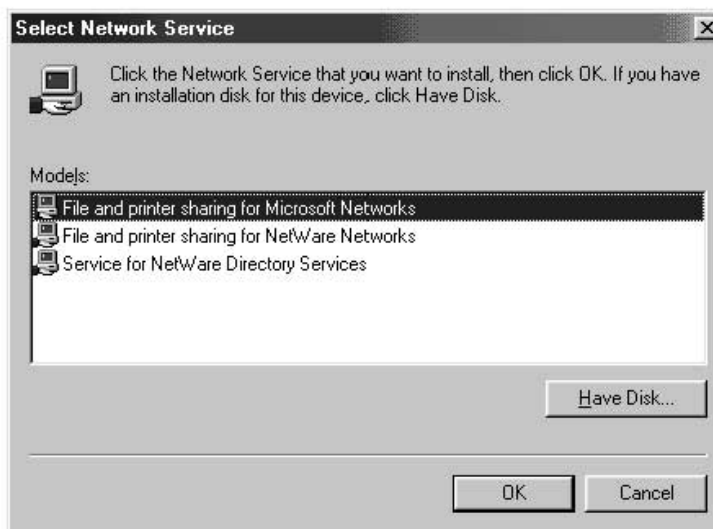 Select Network Service
Click the Network Service that you want to install, then click OK. If you have
an installation disk for this device, click Have Disk.
Models:
File and printer sharing for Microsoft Networks
File and printer sharing for NetWare Networks
Service for NetWare Directory Services
Have Disk...
OK
Cancel